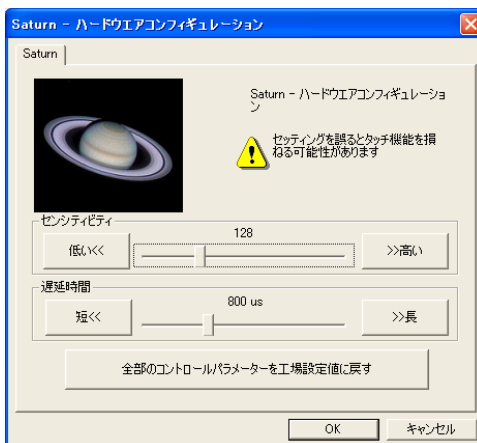 Saturn - ハードウエアコンフィギュレーション
Saturn
Saturn - ハードウエアコンフィギュレーショ
ン
セッティングを誤るとタッチ機能を損
ねる可能性があります
センシティビティ
128
低い<<
>>高い
遅延時間
800 us
短<<
>>長
全部のコントロールパラメーターを工場設定値に戻す
OK
キャンセル